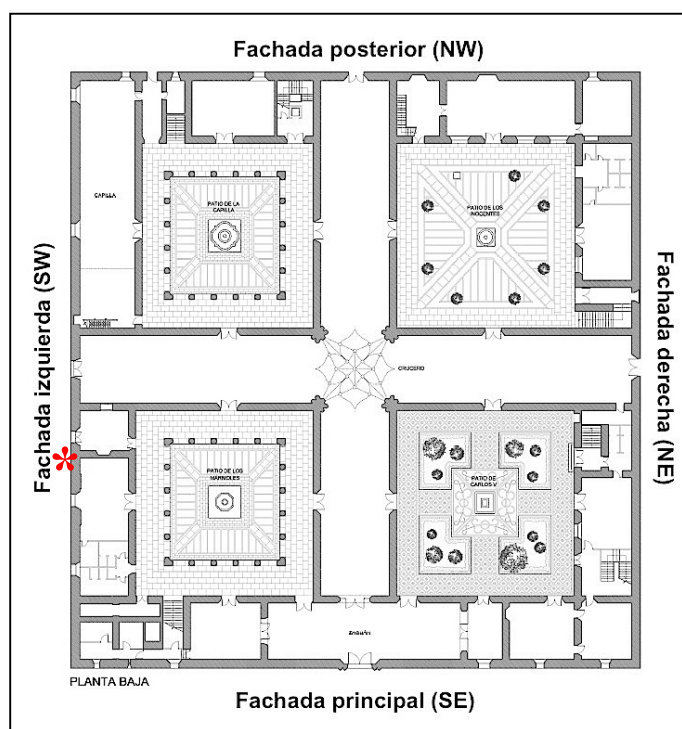 Fachada posterior (NW)
CAPILLA
PATIO DE LA
CAPILLA
PATIO DE LOS
INOCENTES
Fachada izquierda (SW)
Fachada derecha (NE)
CRUCERO
PATIO DE LOS
MÁRMOLES
PATIO DE
CARLOS V
ZAGUÁN
PLANTA BAJA
Fachada principal (SE)